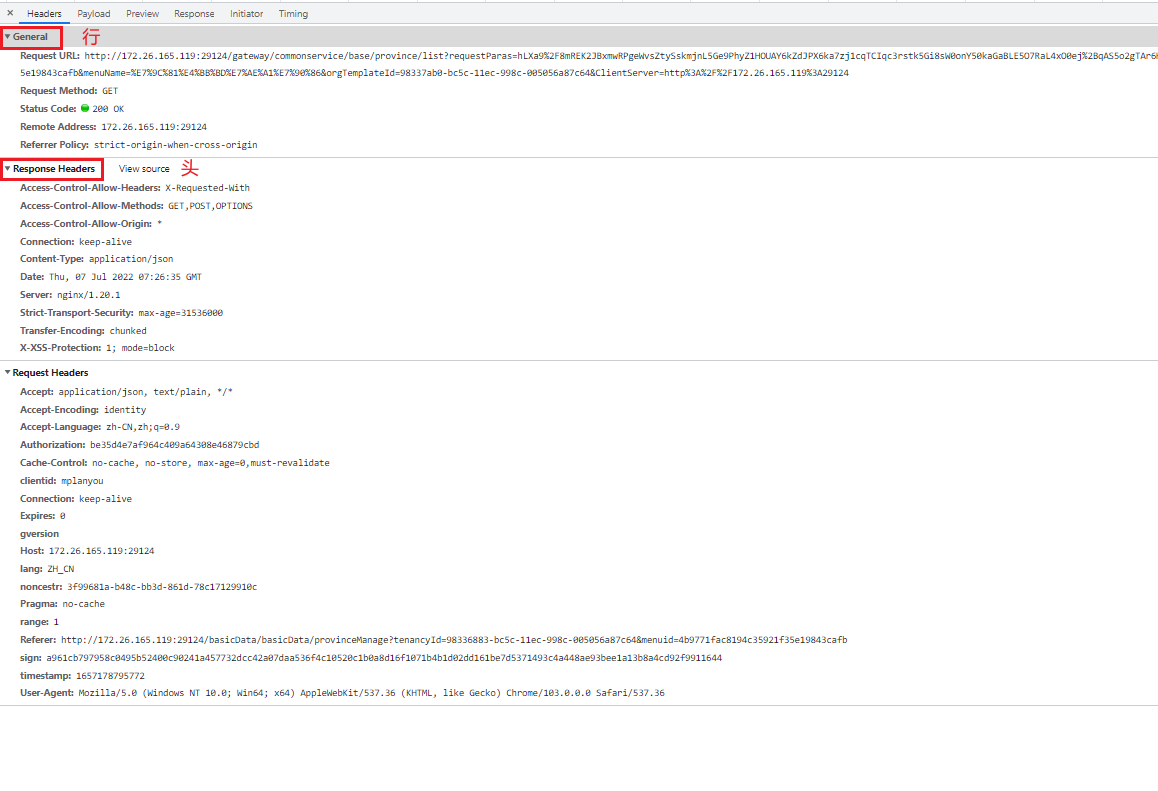 × Headers Payload Preview Response Initiator Timing
▼ General 行
Request URL: http://172.26.165.119:29124/gateway/commonservice/base/province/list?requestParas=hLXa9%2F8mREK2JBxmwRPgeWvsZtySskmjnL5Ge9PhyZ1HOUAY6kZdJPX6ka7zj1cqTCIqc3rstk5Gi8sW0onY50kaGaBLE5O7RaL4xO0ej%2BqAS5o2gTAr6H
5e19843cafb&menuName=%E7%9C%81%E4%BB%BD%E7%AE%A1%E7%90%86&orgTemplateId=98337ab0-bc5c-11ec-998c-005056a87c64&ClientServer=http%3A%2F%2F172.26.165.119%3A29124
Request Method: GET
Status Code: 200 OK
Remote Address: 172.26.165.119:29124
Referrer Policy: strict-origin-when-cross-origin
▼ Response Headers View source 头
Access-Control-Allow-Headers: X-Requested-With
Access-Control-Allow-Methods: GET,POST,OPTIONS
Access-Control-Allow-Origin: *
Connection: keep-alive
Content-Type: application/json
Date: Thu, 07 Jul 2022 07:26:35 GMT
Server: nginx/1.20.1
Strict-Transport-Security: max-age=31536000
Transfer-Encoding: chunked
X-XSS-Protection: 1; mode=block
▼ Request Headers
Accept: application/json, text/plain, */*
Accept-Encoding: identity
Accept-Language: zh-CN,zh;q=0.9
Authorization: be35d4e7af964c409a64308e46879cbd
Cache-Control: no-cache, no-store, max-age=0,must-revalidate
clientid: mplanyou
Connection: keep-alive
Expires: 0
gversion
Host: 172.26.165.119:29124
lang: ZH_CN
noncestr: 3f99681a-b48c-bb3d-861d-78c17129910c
Pragma: no-cache
range: 1
Referer: http://172.26.165.119:29124/basicData/basicData/provinceManage?tenancyId=98336883-bc5c-11ec-998c-005056a87c64&menuid=4b9771fac8194c35921f35e19843cafb
sign: a961cb797958c0495b52400c90241a457732dcc42a07daa536f4c10520c1b0a8d16f1071b4b1d02dd161be7d5371493c4a448ae93bee1a13b8a4cd92f9911644
timestamp: 1657178795772
User-Agent: Mozilla/5.0 (Windows NT 10.0; Win64; x64) AppleWebKit/537.36 (KHTML, like Gecko) Chrome/103.0.0.0 Safari/537.36